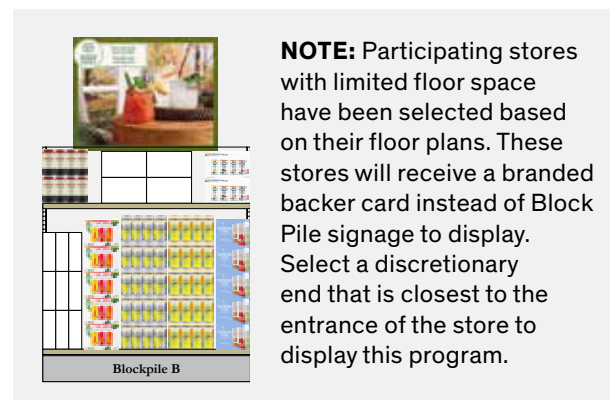 NOTE: Participating stores
with limited floor space
have been selected based
on their floor plans. These
stores will receive a branded
backer card instead of Block
Pile signage to display.
Select a discretionary
end that is closest to the
entrance of the store to
display this program.
Blockpile B